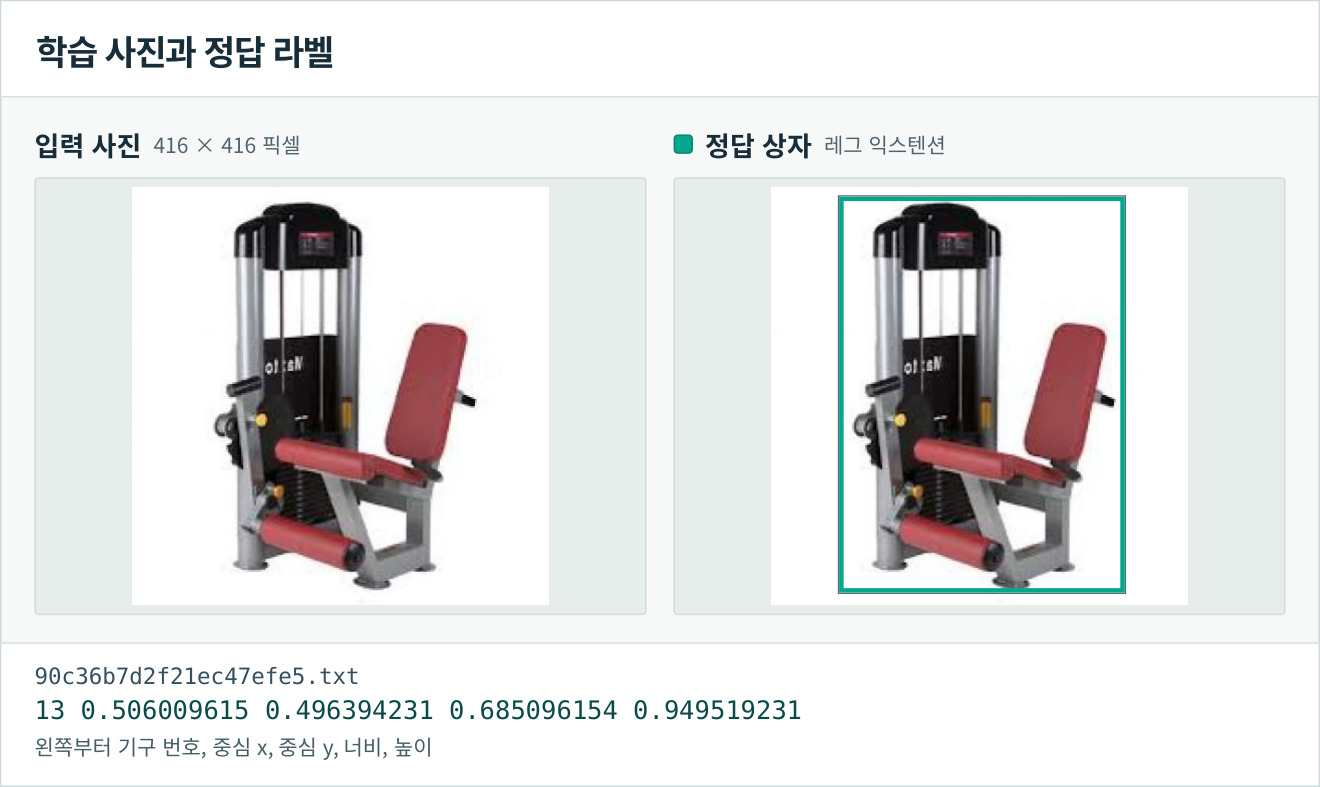 학습 사진과 정답 라벨
입력 사진 416 × 416 픽셀
정답 상자 레그 익스텐션
90c36b7d2f21ec47efe5.txt
13 0.506009615 0.496394231 0.685096154 0.949519231
왼쪽부터 기구 번호, 중심 x, 중심 y, 너비, 높이